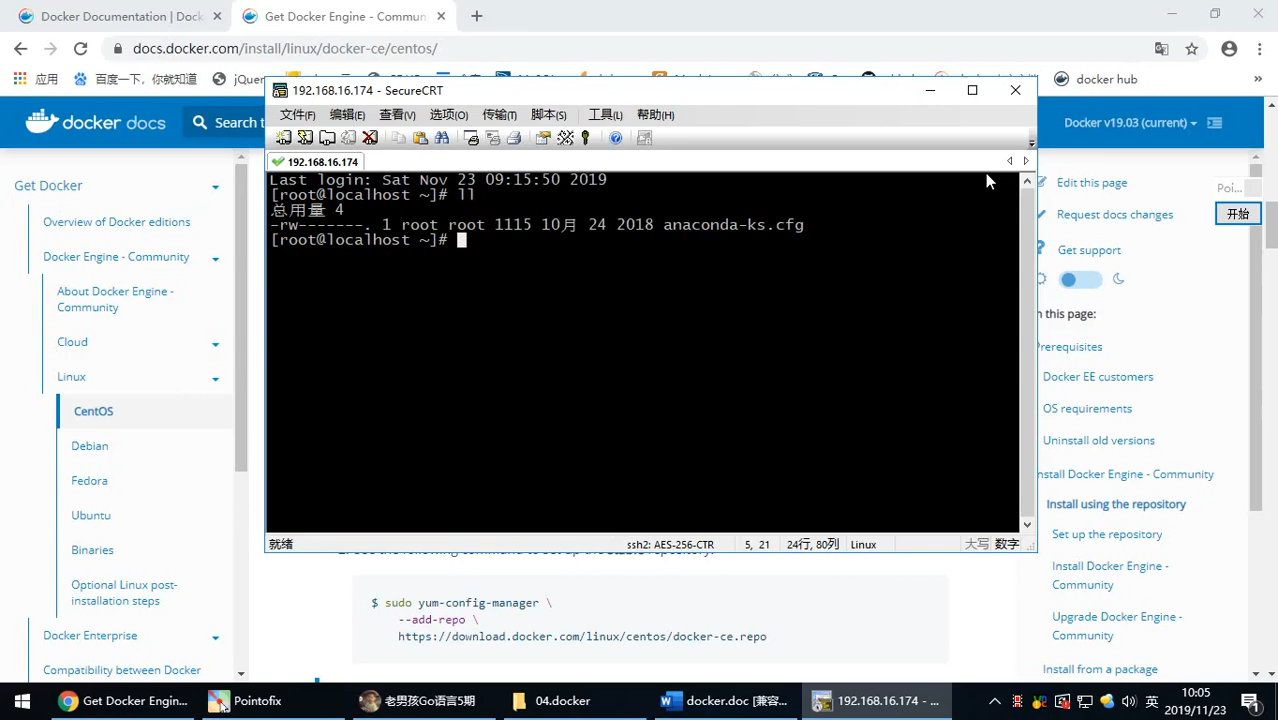 Docker Documentation | Dock
Get Docker Engine - Commun
docs.docker.com/install/linux/docker-ce/centos/
应用
百度一下，你就知道
jQuer
docker hub
»
docker docs
Search t
Docker v19.03 (current)
192.168.16.174 - SecureCRT
文件(F)
编辑(E)
查看(V)
选项(O)
传输(T)
脚本(S)
工具(L)
帮助(H)
192.168.16.174
Last login: Sat Nov 23 09:15:50 2019
[root@localhost ~]# ll
总用量 4
-rw-------. 1 root root 1115 10月 24 2018 anaconda-ks.cfg
[root@localhost ~]#
就绪
ssh2: AES-256-CTR
5, 21
24行, 80列
Linux
大写 数字
Get Docker
Overview of Docker editions
Docker Engine - Community
About Docker Engine -
Community
Cloud
Linux
CentOS
Debian
Fedora
Ubuntu
Binaries
Optional Linux post-
installation steps
Docker Enterprise
Compatibility between Docker
$ sudo yum-config-manager \
--add-repo \
https://download.docker.com/linux/centos/docker-ce.repo
Edit this page
Request docs changes
Get support
n this page:
Prerequisites
Docker EE customers
OS requirements
Uninstall old versions
nstall Docker Engine - Community
Install using the repository
Set up the repository
Install Docker Engine -
Community
Upgrade Docker Engine -
Community
Install from a package
Poi...
开始
Get Docker Engin...
Pointofix
老男孩Go语言5期
04.docker
docker.doc [兼容...
192.168.16.174 - ...
英
10:05
2019/11/23
1